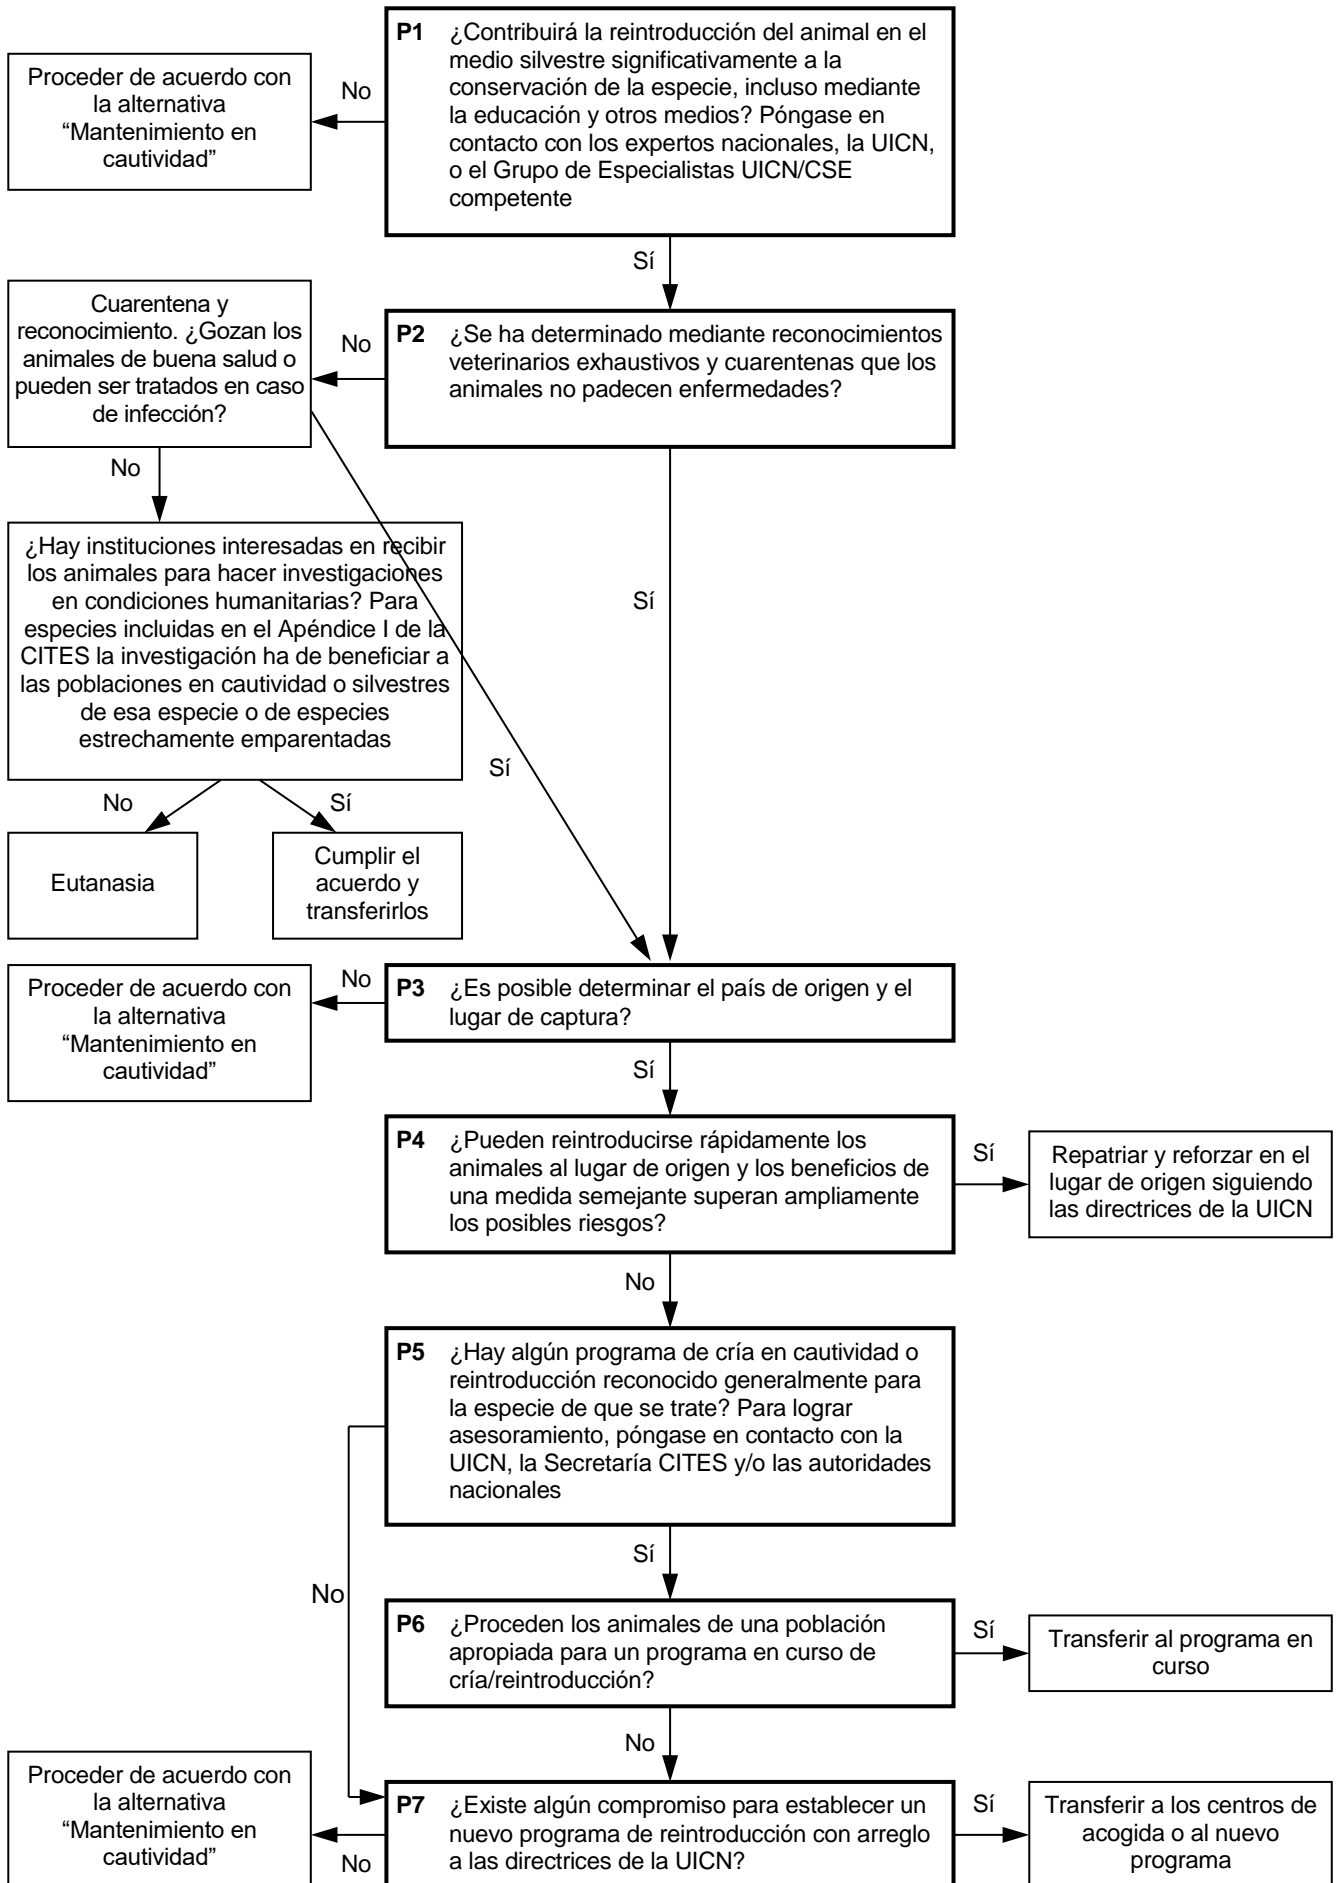 P1 ¿Contribuirá la reintroducción del animal en el
medio silvestre significativamente a la
conservación de la especie, incluso mediante
la educación y otros medios? Póngase en
contacto con los expertos nacionales, la UICN,
o el Grupo de Especialistas UICN/CSE
competente
No
Proceder de acuerdo con
la alternativa
“Mantenimiento en
cautividad”
Sí
P2 ¿Se ha determinado mediante reconocimientos
veterinarios exhaustivos y cuarentenas que los
animales no padecen enfermedades?
No
Cuarentena y
reconocimiento. ¿Gozan los
animales de buena salud o
pueden ser tratados en caso
de infección?
No
¿Hay instituciones interesadas en recibir
los animales para hacer investigaciones
en condiciones humanitarias? Para
especies incluidas en el Apéndice I de la
CITES la investigación ha de beneficiar a
las poblaciones en cautividad o silvestres
de esa especie o de especies
estrechamente emparentadas
Sí
Sí
No
Sí
Eutanasia
Cumplir el
acuerdo y
transferirlos
P3 ¿Es posible determinar el país de origen y el
lugar de captura?
No
Proceder de acuerdo con
la alternativa
“Mantenimiento en
cautividad”
Sí
P4 ¿Pueden reintroducirse rápidamente los
animales al lugar de origen y los beneficios de
una medida semejante superan ampliamente
los posibles riesgos?
Sí
Repatriar y reforzar en el
lugar de origen siguiendo
las directrices de la UICN
No
P5 ¿Hay algún programa de cría en cautividad o
reintroducción reconocido generalmente para
la especie de que se trate? Para lograr
asesoramiento, póngase en contacto con la
UICN, la Secretaría CITES y/o las autoridades
nacionales
Sí
No
P6 ¿Proceden los animales de una población
apropiada para un programa en curso de
cría/reintroducción?
Sí
Transferir al programa en
curso
No
P7 ¿Existe algún compromiso para establecer un
nuevo programa de reintroducción con arreglo
a las directrices de la UICN?
No
Proceder de acuerdo con
la alternativa
“Mantenimiento en
cautividad”
Sí
Transferir a los centros de
acogida o al nuevo
programa